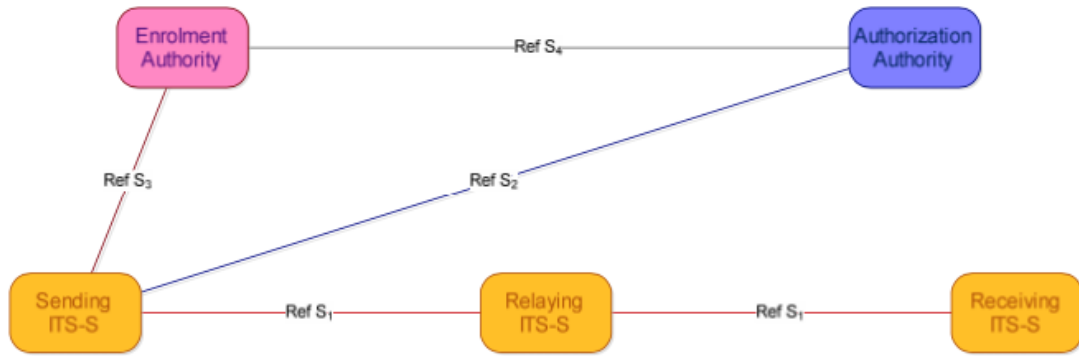 Enrolment
Authority
Ref S₄
Authorization
Authority
Ref S₃
Ref S₂
Sending
ITS-S
Ref S₁
Relaying
ITS-S
Ref S₁
Receiving
ITS-S